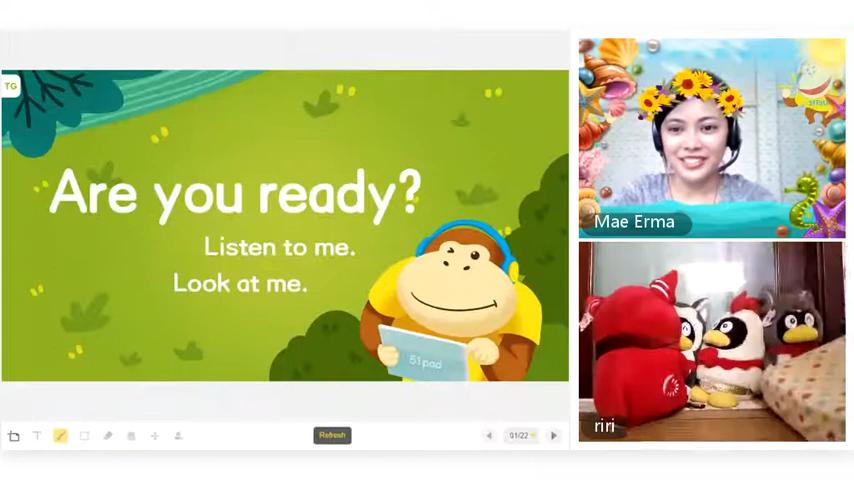 TG
Are you ready?
Listen to me.
Look at me.
51pad
Refresh
01/22
Mae Erma
riri